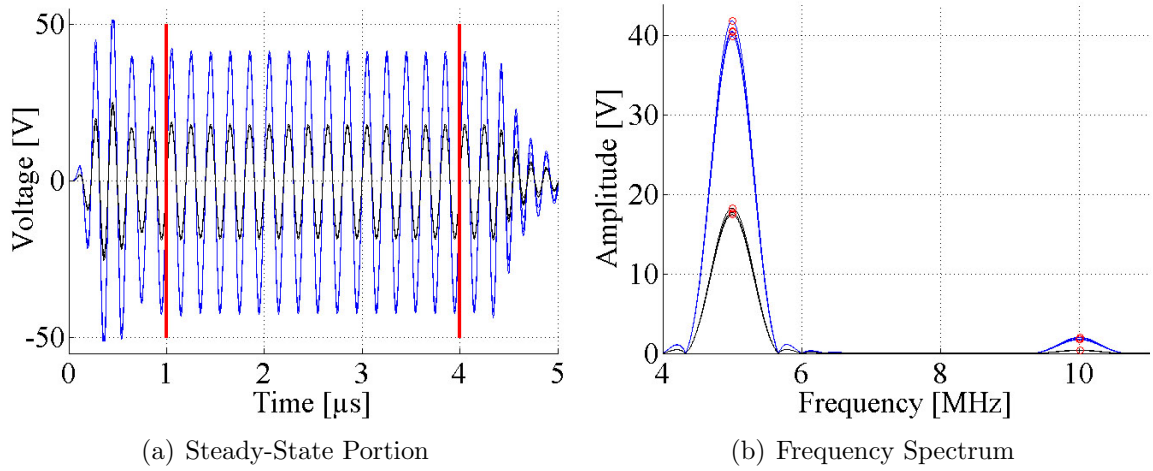 50
0
-50
Voltage [V]
0 1 2 3 4 5
Time [µs]
(a) Steady-State Portion
40
30
20
10
0
Amplitude [V]
4 6 8 10
Frequency [MHz]
(b) Frequency Spectrum